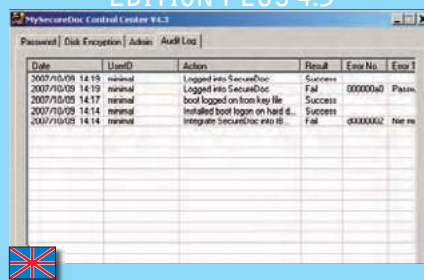 EDITION PLUS 4.3
MySecureDoc Control Center V4.3
Password Disk Encryption Admin Audit Log
Date UserID Action Result Error No. Error T
2007/10/09 14:19 minimal Logged into SecureDoc Success
2007/10/09 14:19 minimal Logged into SecureDoc Fail 000000a0 Passw
2007/10/09 14:17 minimal boot logged on from key file Success
2007/10/09 14:14 minimal Installed boot logon on hard d... Success
2007/10/09 14:14 minimal Integrate SecureDoc into IB... Fail d0000002 Nie